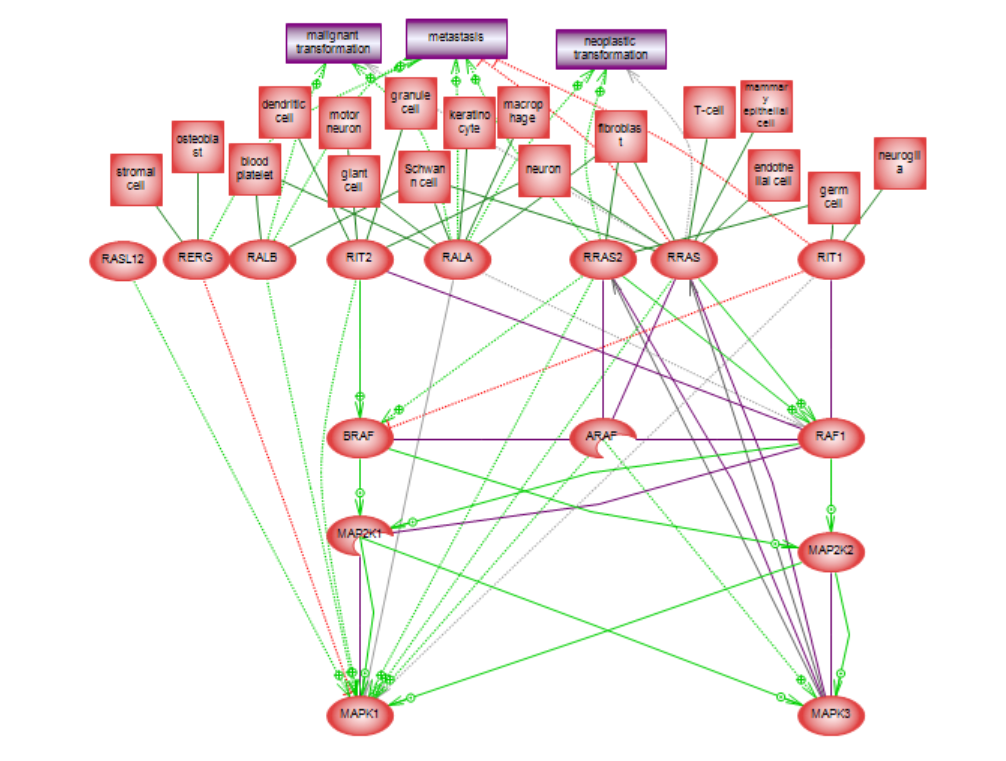 malignant
transformation
metastasis
neoplastic
transformation
dendritic
cell
motor
neuron
granule
cell
keratino
cyte
macrop
hage
T-cell
mammar
y
epithelial
cell
osteobla
st
fibroblas
t
stromal
cell
blood
platelet
giant
cell
Schwan
n cell
neuron
endothe
lial cell
germ
cell
neurogli
a
RASL12
RERG
RALB
RIT2
RALA
RRAS2
RRAS
RIT1
BRAF
ARAF
RAF1
MAP2K1
MAP2K2
MAPK1
MAPK3